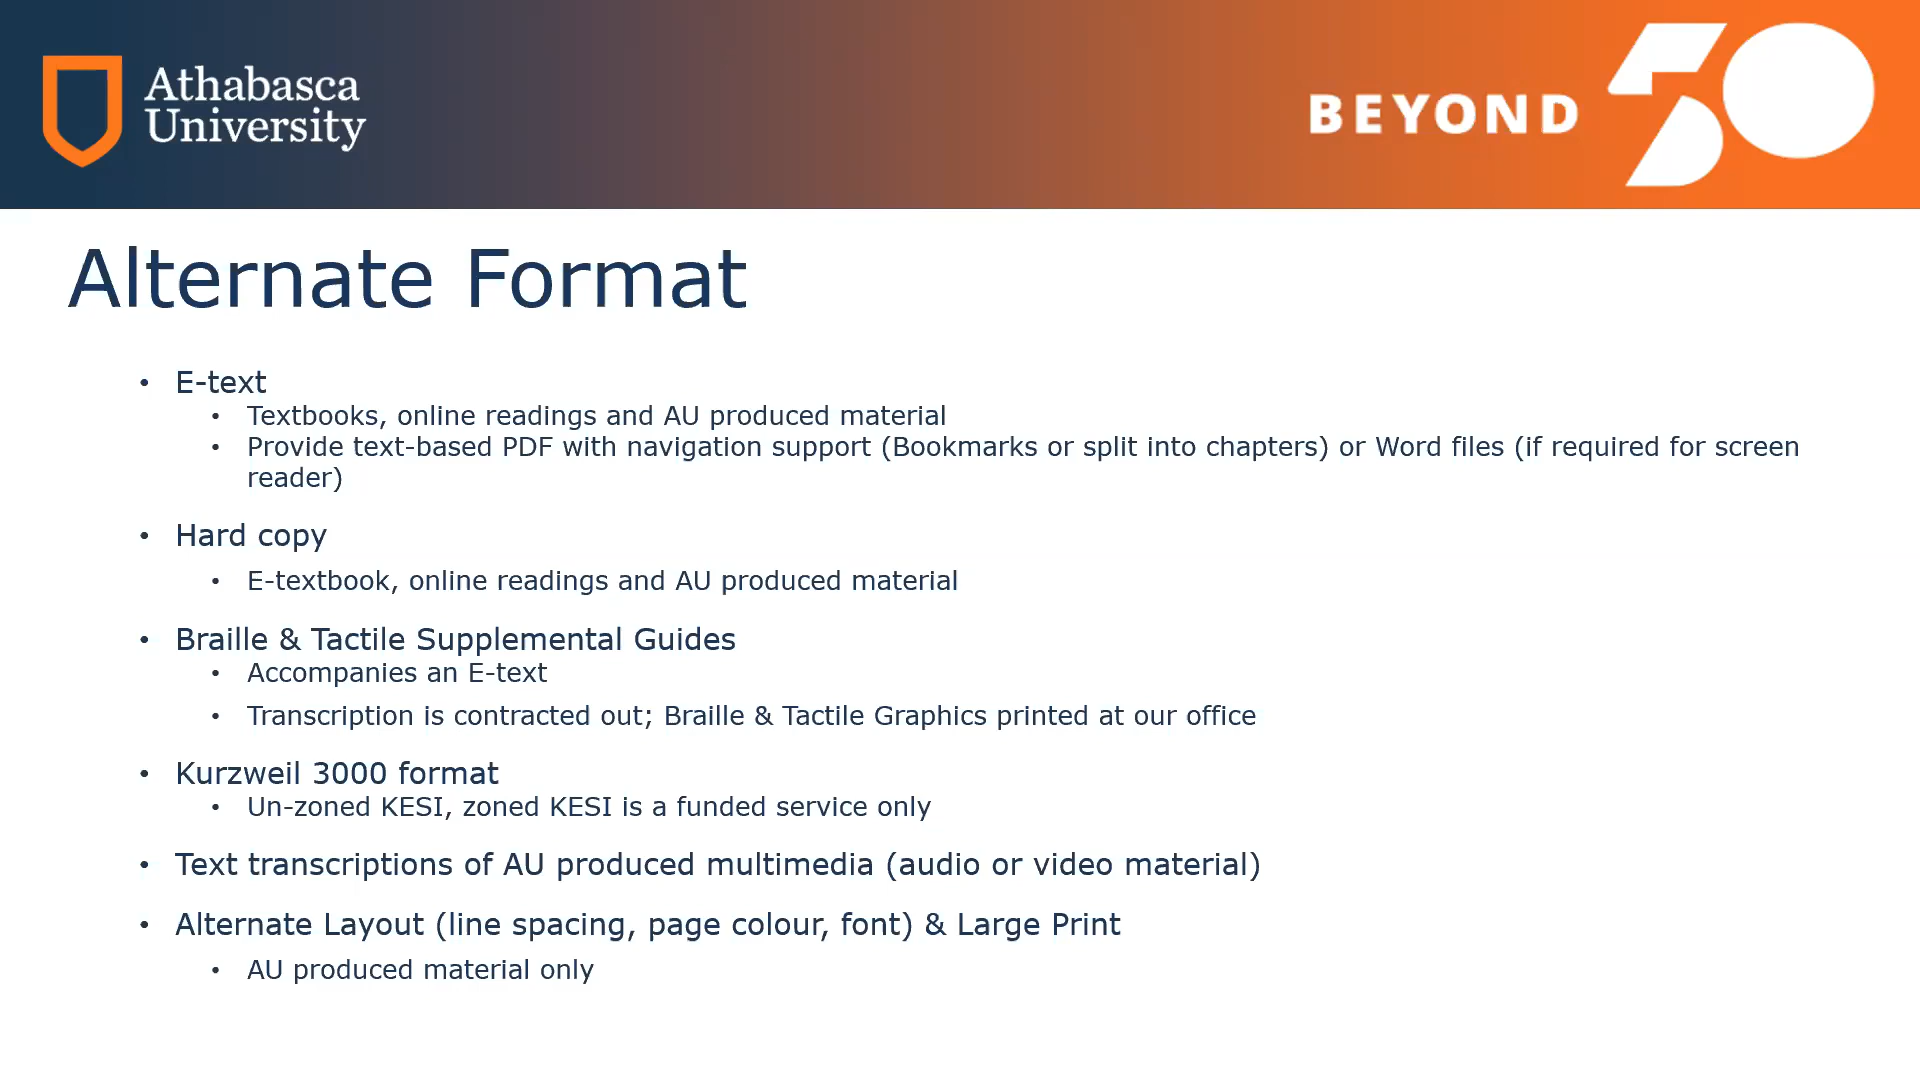 Athabasca
University
BEYOND 50
Alternate Format
• E-text
• Textbooks, online readings and AU produced material
• Provide text-based PDF with navigation support (Bookmarks or split into chapters) or Word files (if required for screen
reader)
• Hard copy
• E-textbook, online readings and AU produced material
• Braille & Tactile Supplemental Guides
• Accompanies an E-text
• Transcription is contracted out; Braille & Tactile Graphics printed at our office
• Kurzweil 3000 format
• Un-zoned KESI, zoned KESI is a funded service only
• Text transcriptions of AU produced multimedia (audio or video material)
• Alternate Layout (line spacing, page colour, font) & Large Print
• AU produced material only